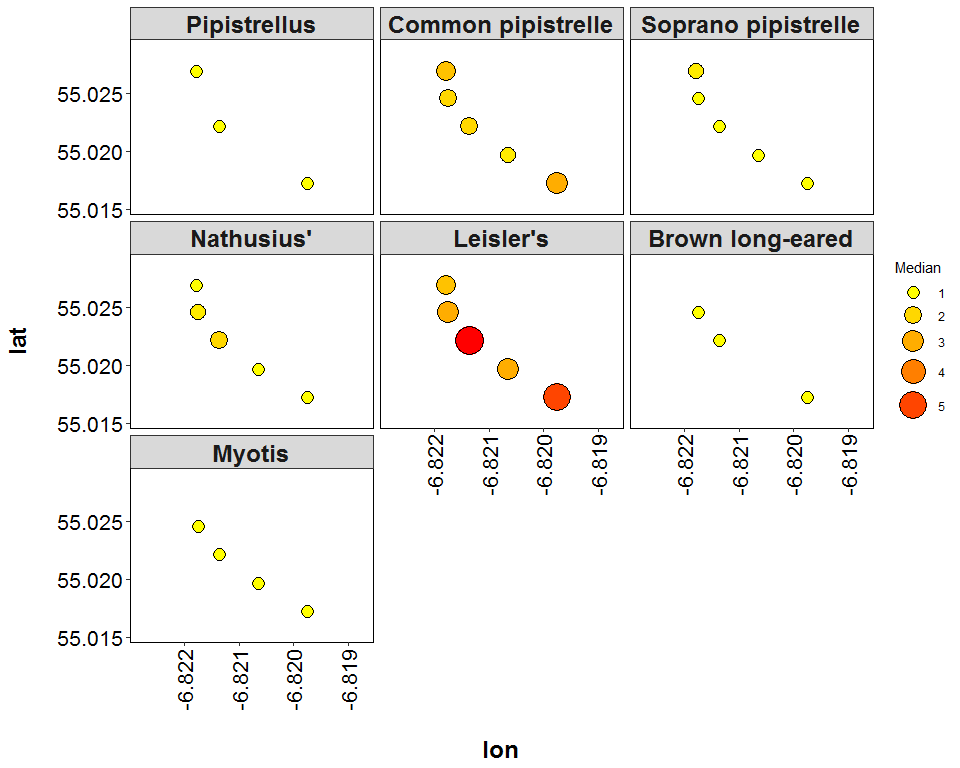 Pipistrellus Common pipistrelle Soprano pipistrelle
55.025
55.020
55.015
Nathusius' Leisler's Brown long-eared
55.025
55.020
55.015
-6.822 -6.821 -6.820 -6.819 -6.822 -6.821 -6.820 -6.819
Myotis
55.025
55.020
55.015
-6.822 -6.821 -6.820 -6.819
lat
lon
Median
1
2
3
4
5